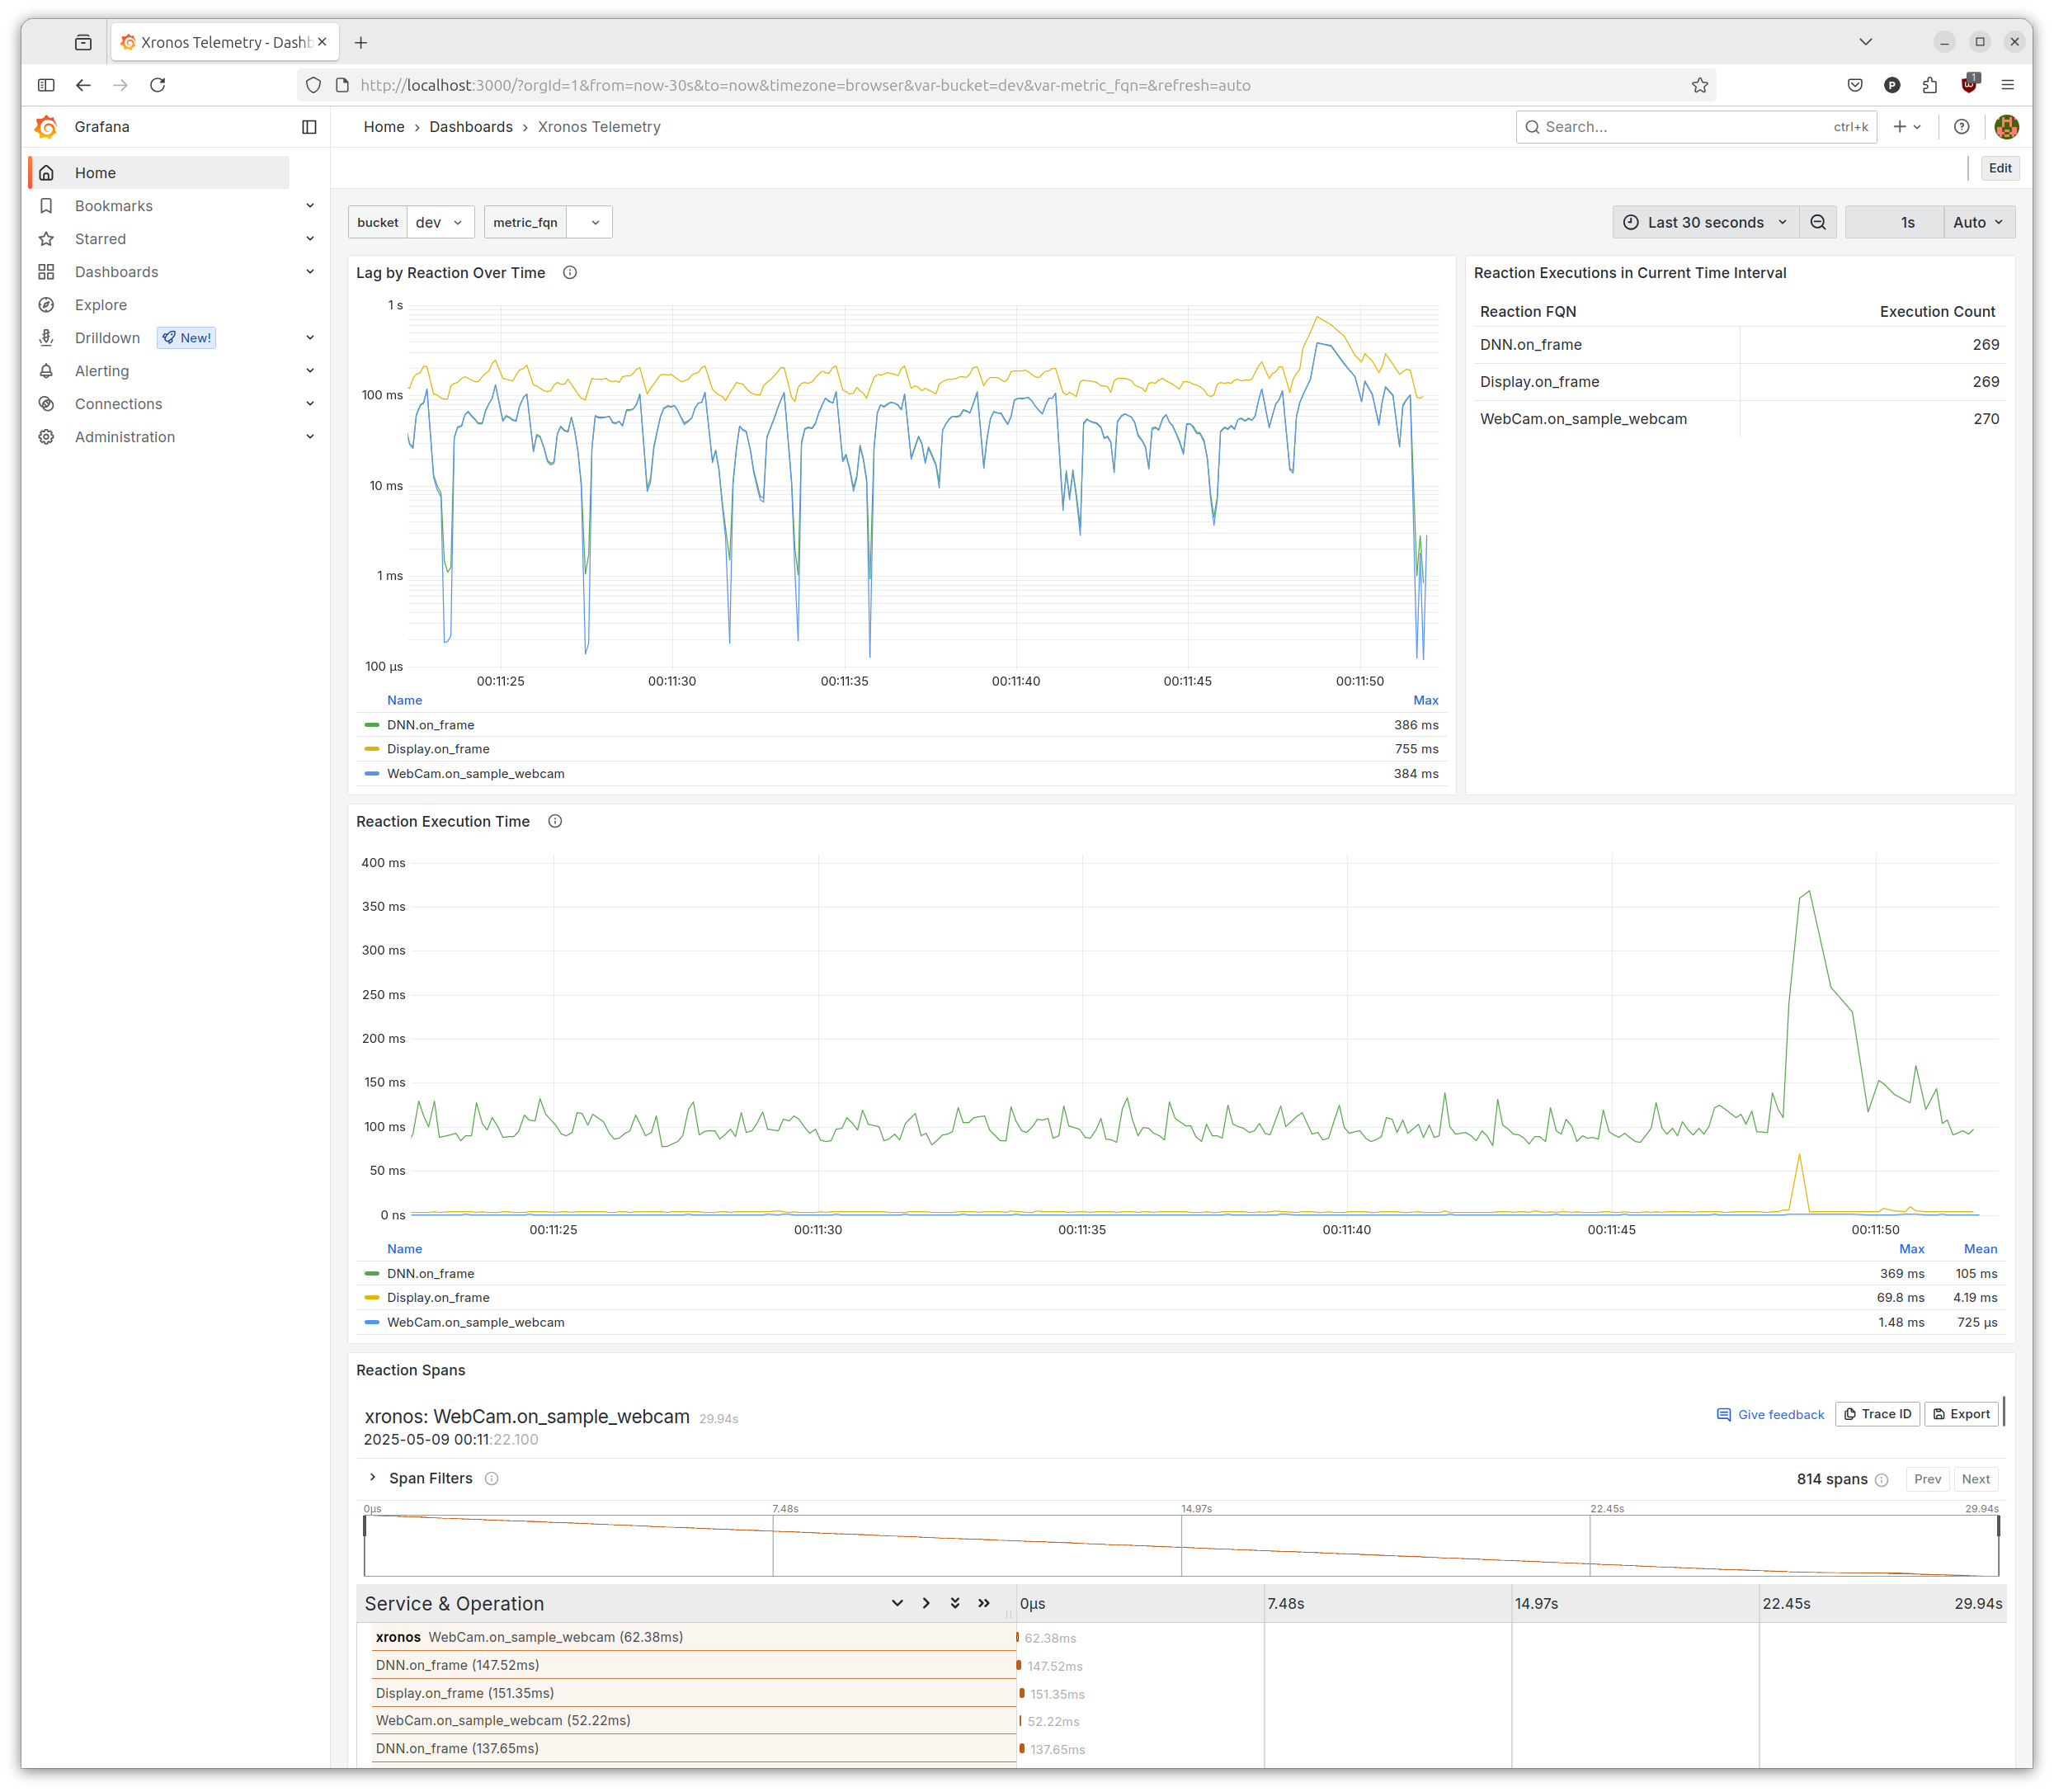 Xronos Telemetry - Dashb
http://localhost:3000/?orgId=1&from=now-30s&to=now&timezone=browser&var-bucket=dev&var-metric_fqn=&refresh=auto
P
1
Grafana
Home › Dashboards › Xronos Telemetry
Search... ctrl+k
Edit
Home
Bookmarks
Starred
Dashboards
Explore
Drilldown New!
Alerting
Connections
Administration
bucket dev metric_fqn
Last 30 seconds 1s Auto
Lag by Reaction Over Time
1 s
100 ms
10 ms
1 ms
100 µs
00:11:25 00:11:30 00:11:35 00:11:40 00:11:45 00:11:50
Name Max
DNN.on_frame 386 ms
Display.on_frame 755 ms
WebCam.on_sample_webcam 384 ms
Reaction Executions in Current Time Interval
Reaction FQN Execution Count
DNN.on_frame 269
Display.on_frame 269
WebCam.on_sample_webcam 270
Reaction Execution Time
400 ms
350 ms
300 ms
250 ms
200 ms
150 ms
100 ms
50 ms
0 ns
00:11:25 00:11:30 00:11:35 00:11:40 00:11:45 00:11:50
Name Max Mean
DNN.on_frame 369 ms 105 ms
Display.on_frame 69.8 ms 4.19 ms
WebCam.on_sample_webcam 1.48 ms 725 µs
Reaction Spans
xronos: WebCam.on_sample_webcam 29.94s
Give feedback Trace ID Export
2025-05-09 00:11:22.100
Span Filters 814 spans Prev Next
0µs 7.48s 14.97s 22.45s 29.94s
Service & Operation 0µs 7.48s 14.97s 22.45s 29.94s
xronos WebCam.on_sample_webcam (62.38ms) 62.38ms
DNN.on_frame (147.52ms) 147.52ms
Display.on_frame (151.35ms) 151.35ms
WebCam.on_sample_webcam (52.22ms) 52.22ms
DNN.on_frame (137.65ms) 137.65ms